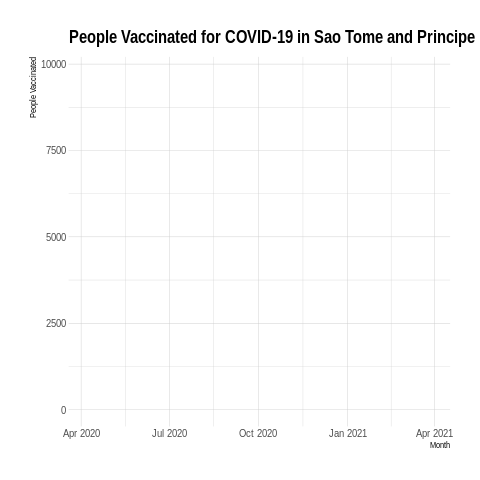 People Vaccinated for COVID-19 in Sao Tome and Principe
People Vaccinated
10000
7500
5000
2500
0
Apr 2020 Jul 2020 Oct 2020 Jan 2021 Apr 2021
Month